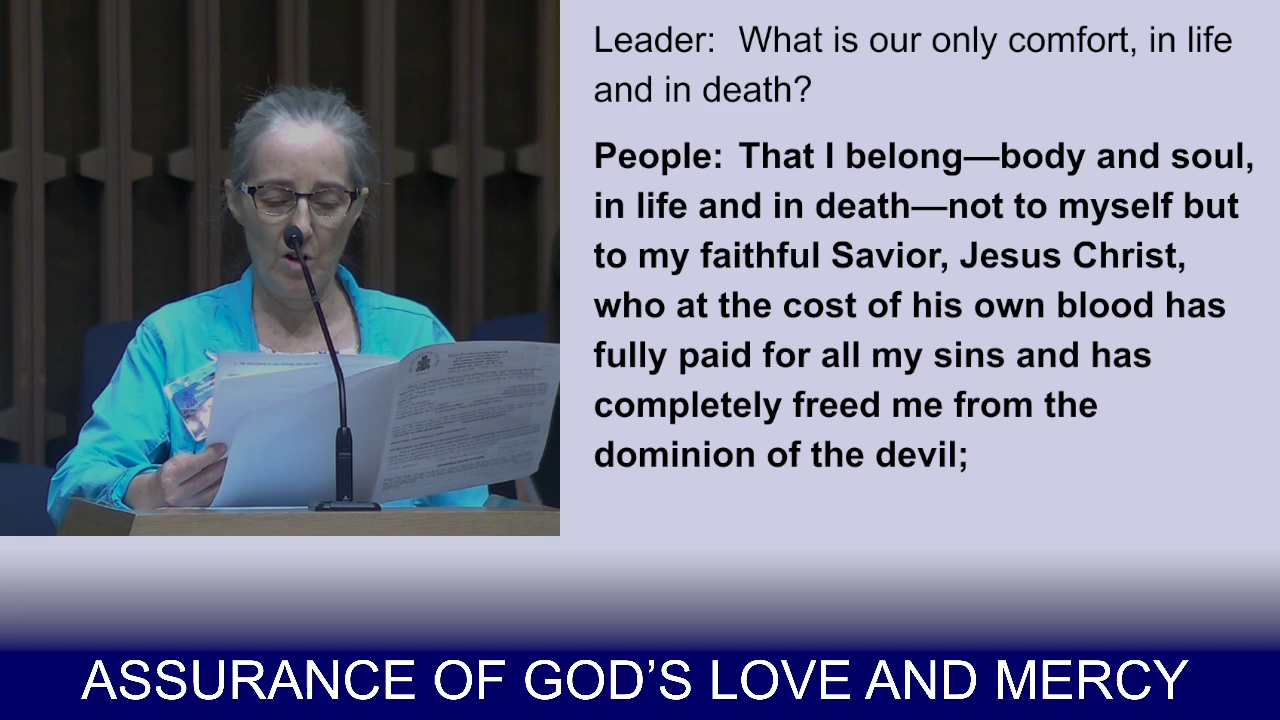 Leader: What is our only comfort, in life
and in death?
People: That I belong—body and soul,
in life and in death—not to myself but
to my faithful Savior, Jesus Christ,
who at the cost of his own blood has
fully paid for all my sins and has
completely freed me from the
dominion of the devil;
ASSURANCE OF GOD’S LOVE AND MERCY